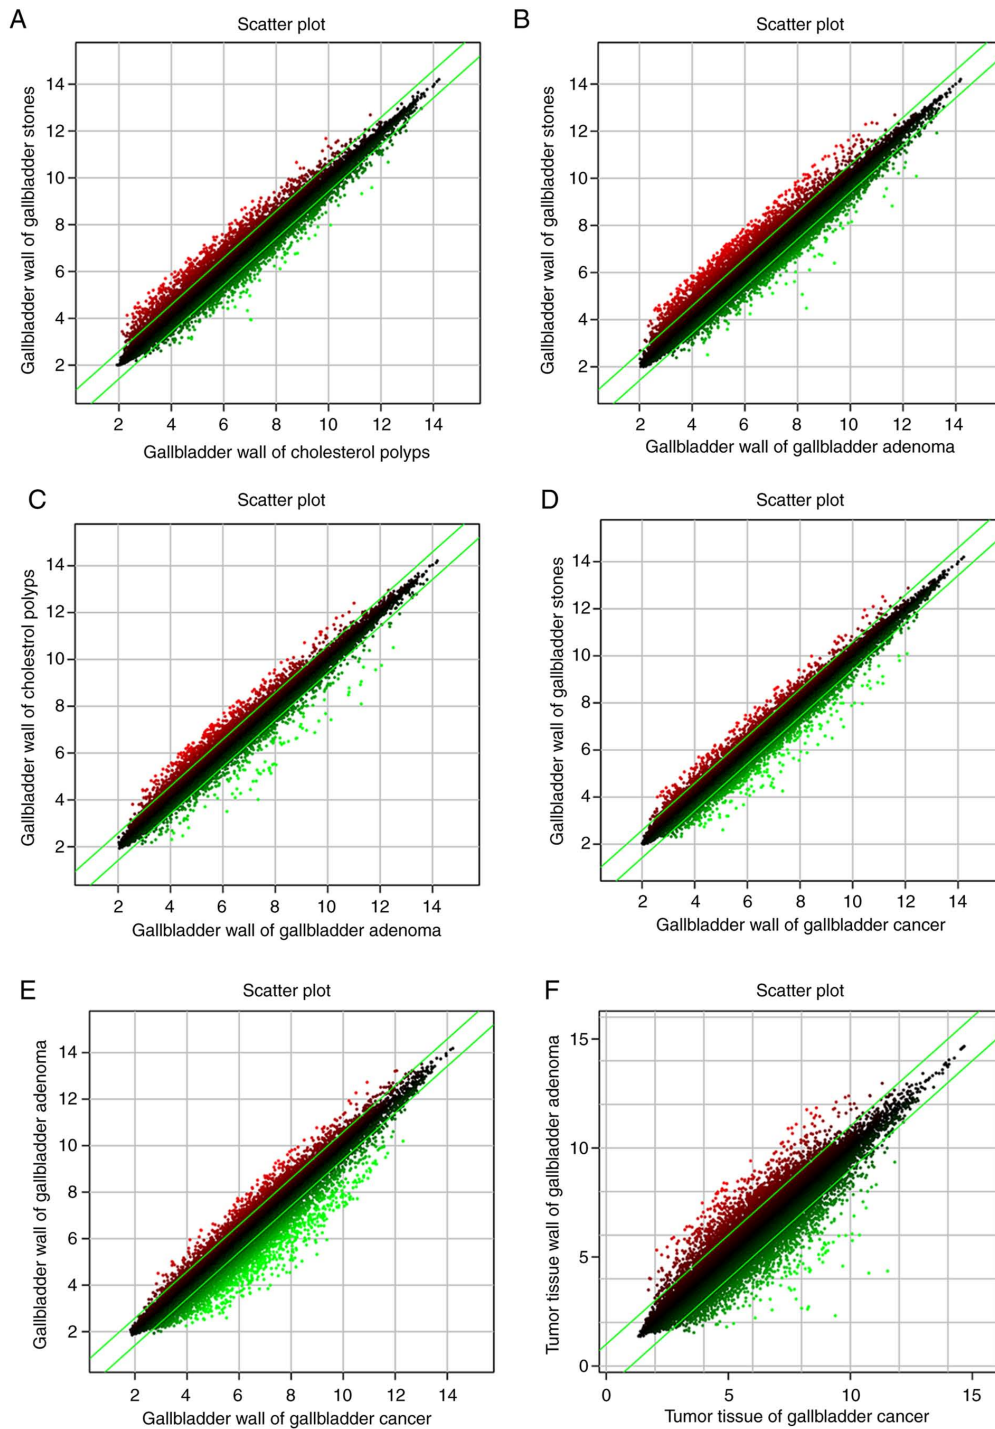 A
Scatter plot
Gallbladder wall of gallbladder stones
14
12
10
8
6
4
2
2 4 6 8 10 12 14
Gallbladder wall of cholesterol polyps
B
Scatter plot
Gallbladder wall of gallbladder stones
14
12
10
8
6
4
2
2 4 6 8 10 12 14
Gallbladder wall of gallbladder adenoma
C
Scatter plot
Gallbladder wall of cholestrol polyps
14
12
10
8
6
4
2
2 4 6 8 10 12 14
Gallbladder wall of gallbladder adenoma
D
Scatter plot
Gallbladder wall of gallbladder stones
14
12
10
8
6
4
2
2 4 6 8 10 12 14
Gallbladder wall of gallbladder cancer
E
Scatter plot
Gallbladder wall of gallbladder adenoma
14
12
10
8
6
4
2
2 4 6 8 10 12 14
Gallbladder wall of gallbladder cancer
F
Scatter plot
Tumor tissue wall of gallbladder adenoma
15
10
5
0
0 5 10 15
Tumor tissue of gallbladder cancer